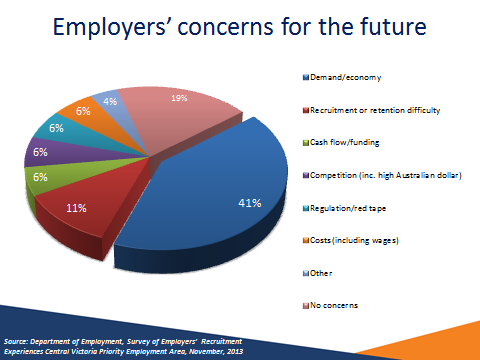 Employers' concerns for the future
19%
4%
6%
6%
6%
6%
11%
41%
Demand/economy
Recruitment or retention difficulty
Cash flow/funding
Competition (inc. high Australian dollar)
Regulation/red tape
Costs (including wages)
Other
No concerns
Source: Department of Employment, Survey of Employers' Recruitment
Experiences Central Victoria Priority Employment Area, November, 2013